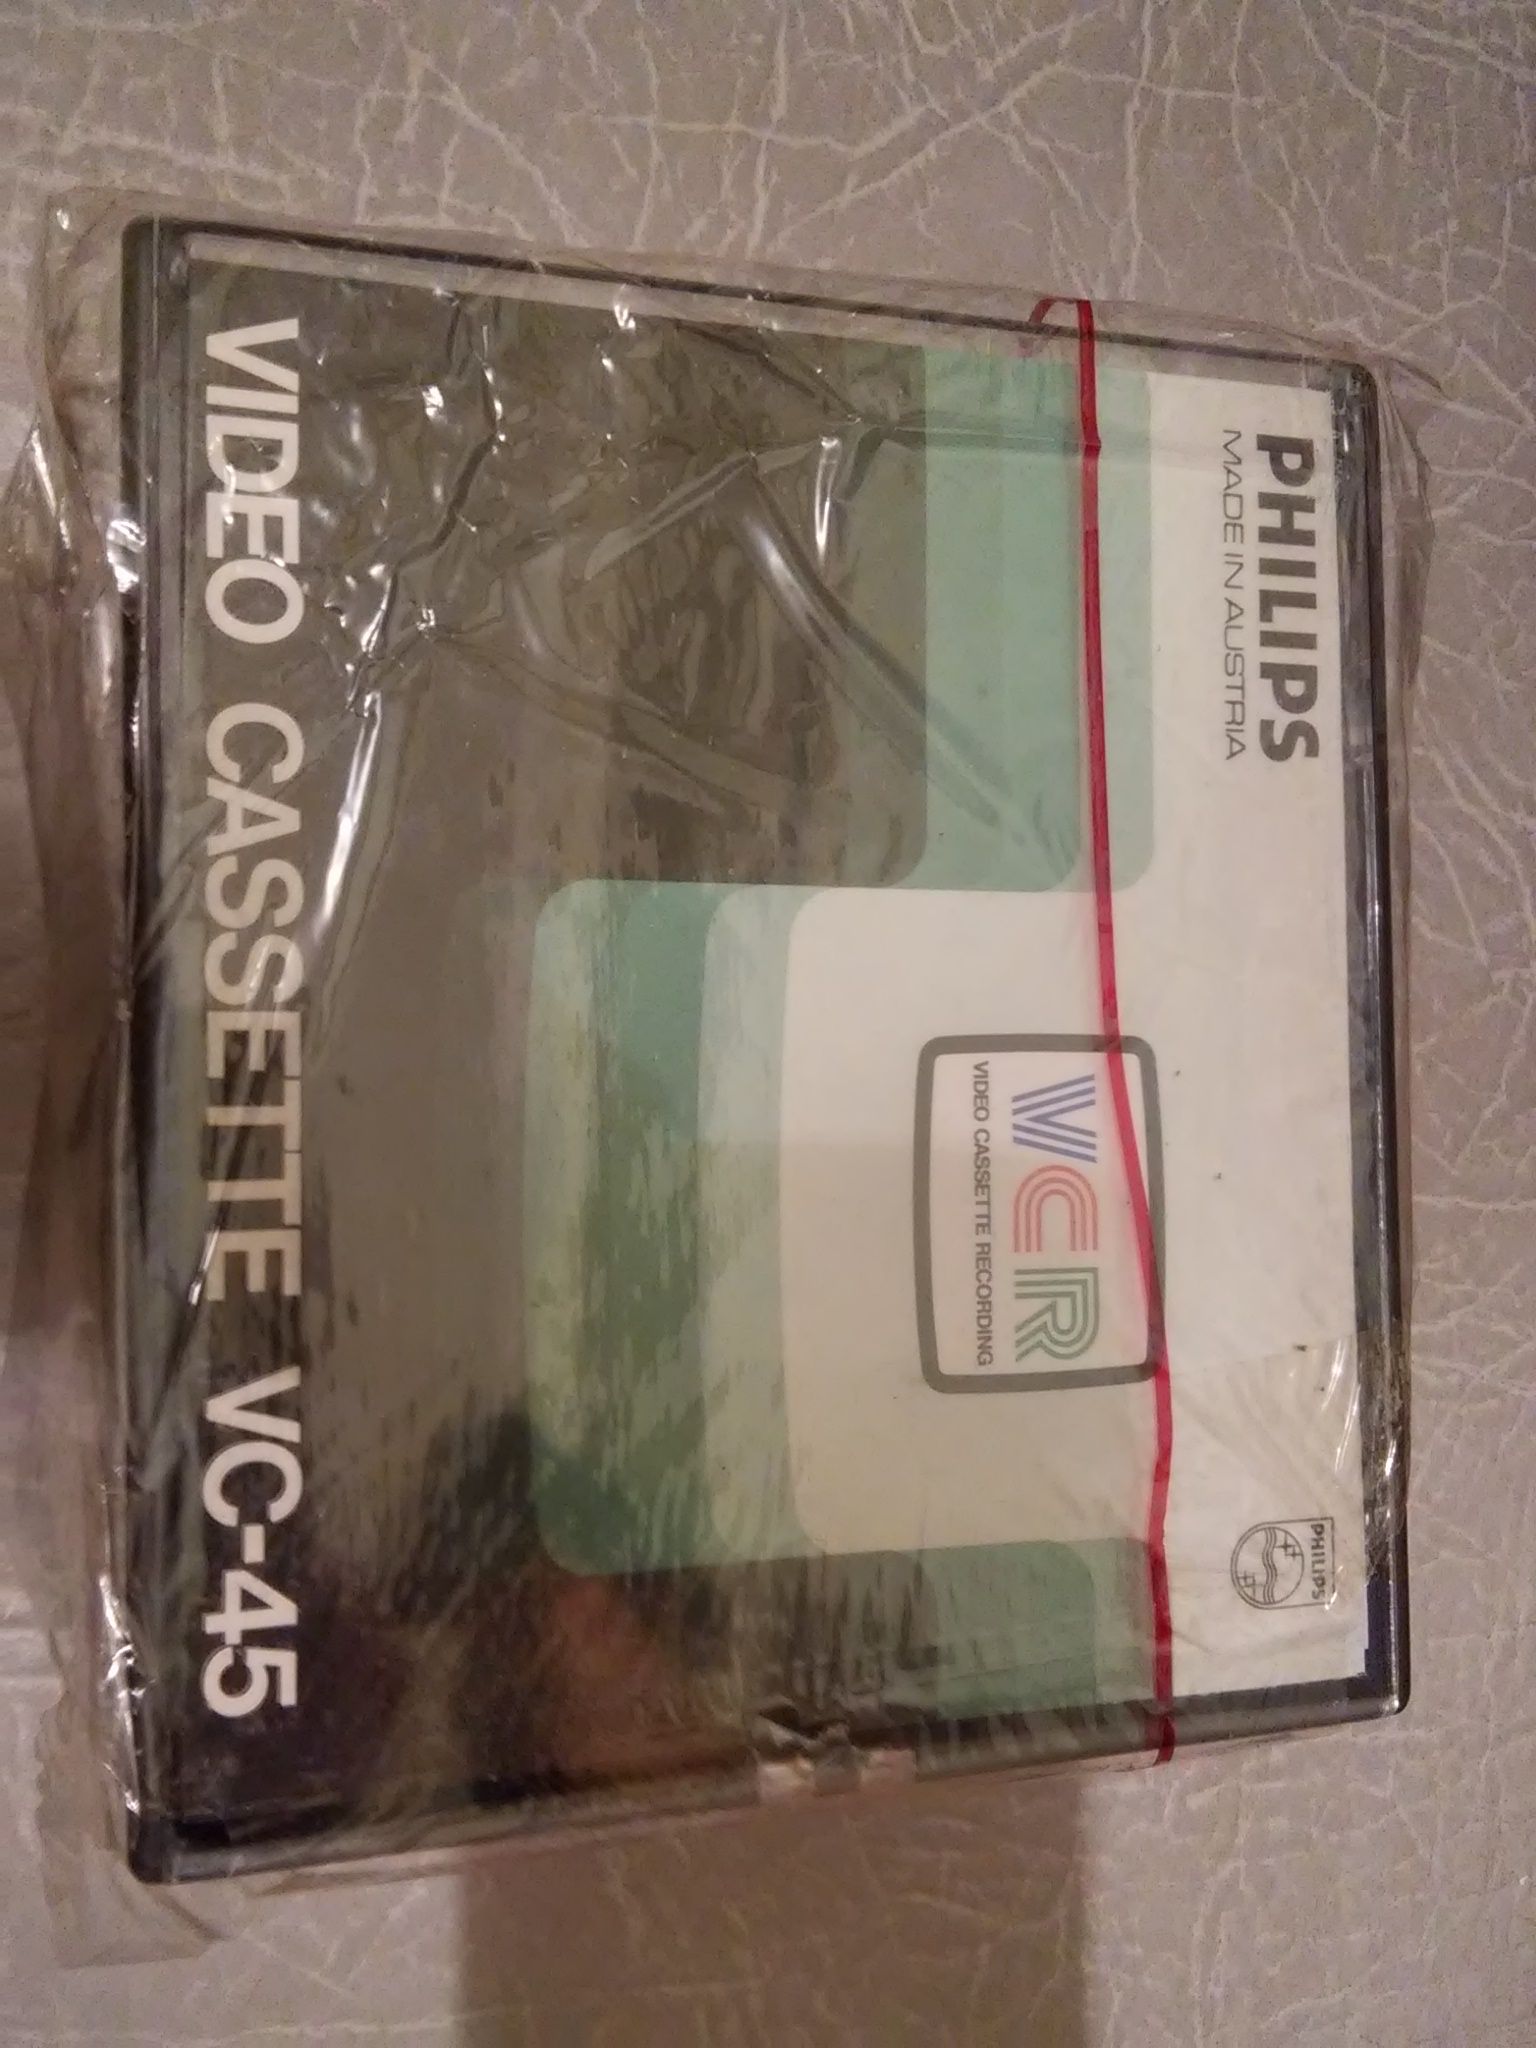 PHILIPS
MADE IN AUSTRIA
PHILIPS
VCR
VIDEO CASSETTE RECORDING
VIDEO CASSETTE VC-45